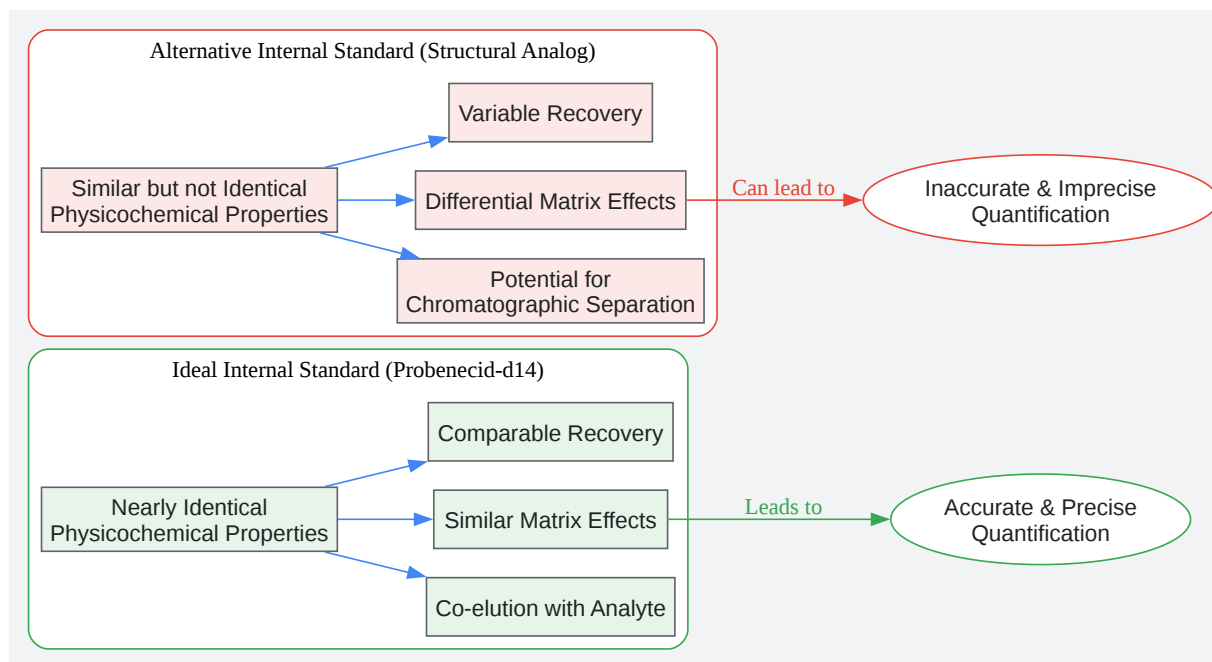 Alternative Internal Standard (Structural Analog)
Variable Recovery
Similar but not Identical
Physicochemical Properties
Differential Matrix Effects
Can lead to
Inaccurate & Imprecise
Quantification
Potential for
Chromatographic Separation
Ideal Internal Standard (Probenecid-d14)
Comparable Recovery
Nearly Identical
Physicochemical Properties
Similar Matrix Effects
Leads to
Accurate & Precise
Quantification
Co-elution with Analyte